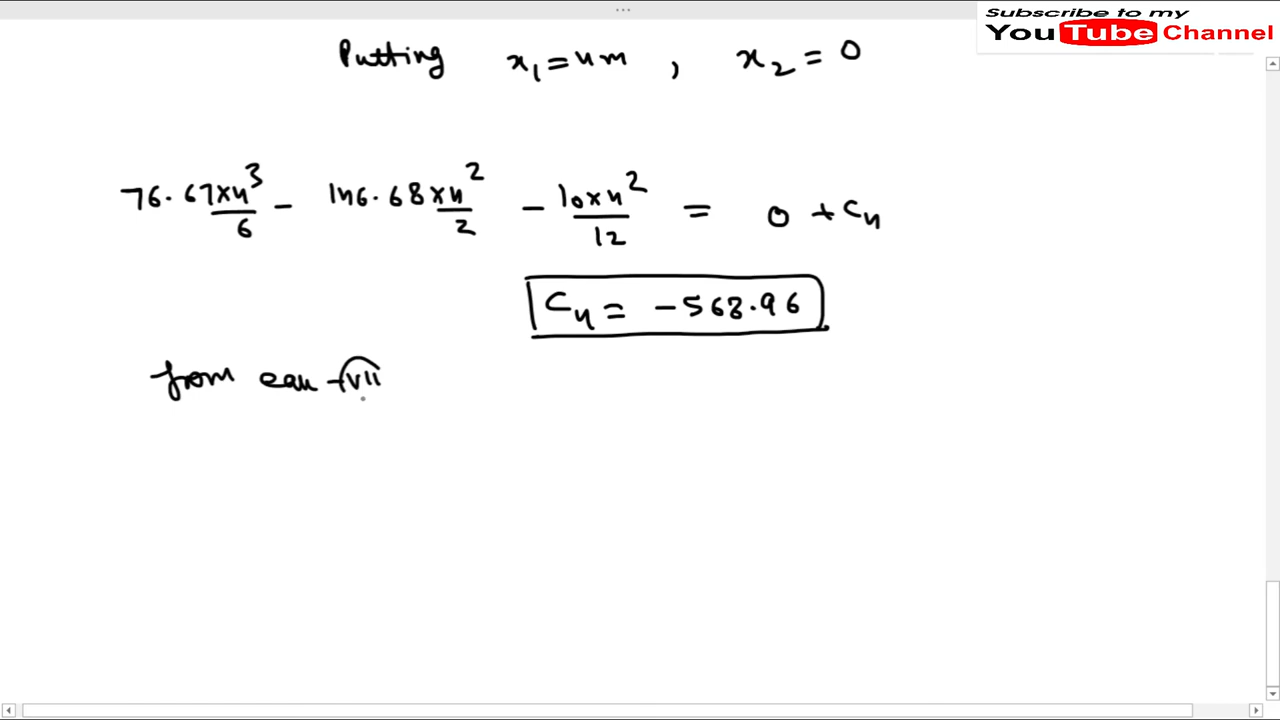 Subscribe to my
YouTube Channel
Putting x₁=4m , x₂=0
76.67×4³/6 - 146.68×4²/2 - 10×4²/12 = 0 + C₄
C₄ = -568.96
from eqn (vii